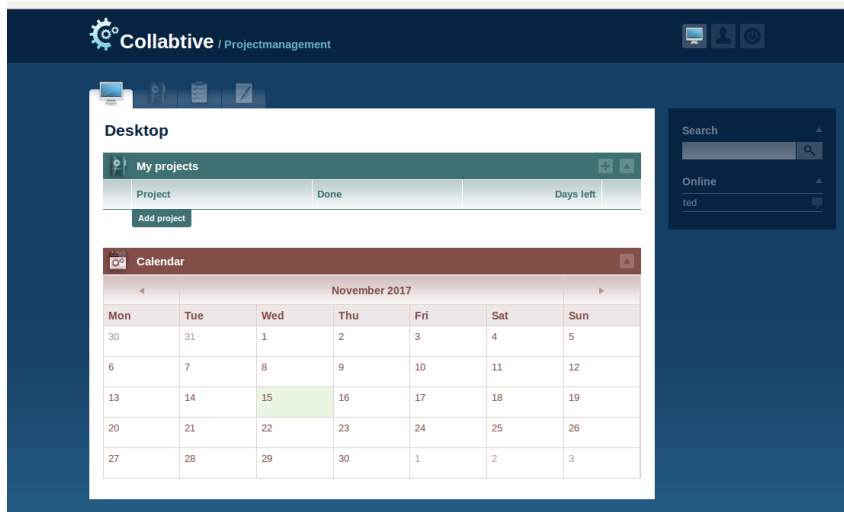 Collabtive / Projectmanagement
Desktop
My projects
Project Done Days left
Add project
Calendar
November 2017
Mon Tue Wed Thu Fri Sat Sun
30 31 1 2 3 4 5
6 7 8 9 10 11 12
13 14 15 16 17 18 19
20 21 22 23 24 25 26
27 28 29 30 1 2 3
Search
Online
ted